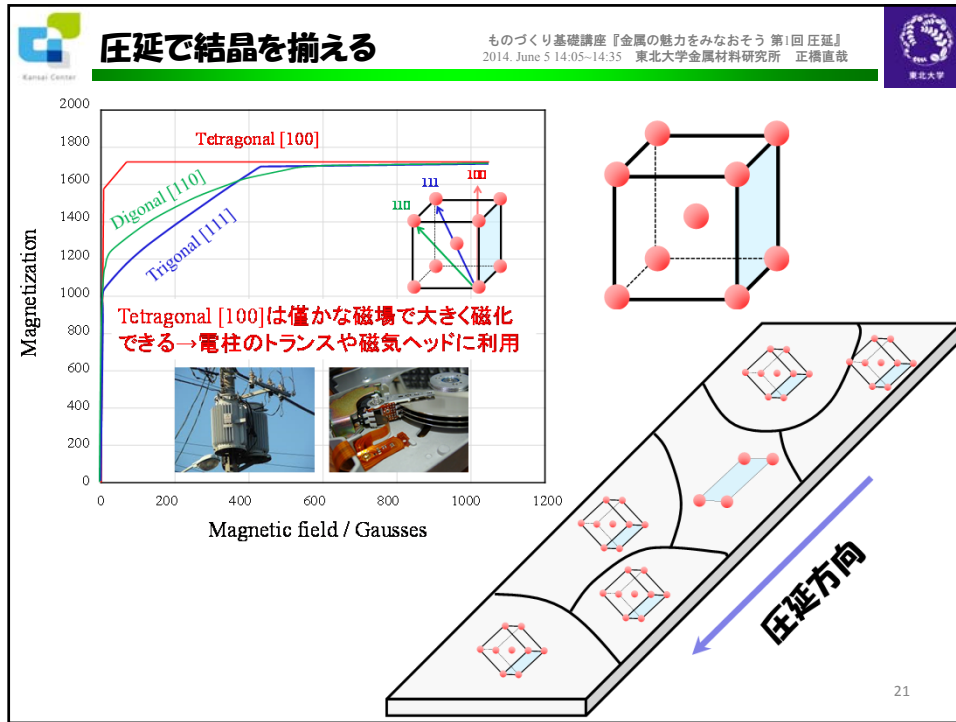 圧延で結晶を揃える
ものづくり基礎講座『金属の魅力をみなおそう 第1回 圧延』
2014. June 5 14:05~14:35 東北大学金属材料研究所 正橋直哉
Kansai Center
東北大学
2000
1800
1600
1400
1200
1000
800
600
400
200
0
Magnetization
Tetragonal [100]
Digonal [110]
Trigonal [111]
100
111
110
Tetragonal [100]は僅かな磁場で大きく磁化
できる→電柱のトランスや磁気ヘッドに利用
0
200
400
600
800
1000
1200
Magnetic field / Gausses
圧延方向
21